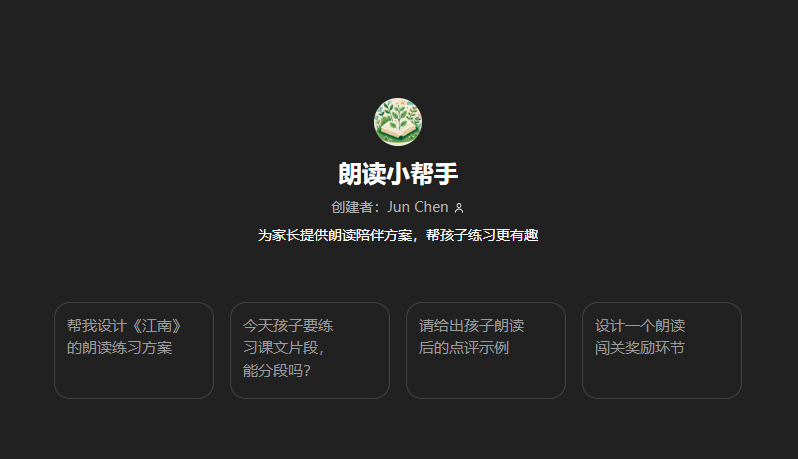 朗读小帮手
创建者：Jun Chen
为家长提供朗读陪伴方案，帮孩子练习更有趣
帮我设计《江南》
的朗读练习方案
今天孩子要练
习课文片段，
能分段吗？
请给出孩子朗读
后的点评示例
设计一个朗读
闯关奖励环节